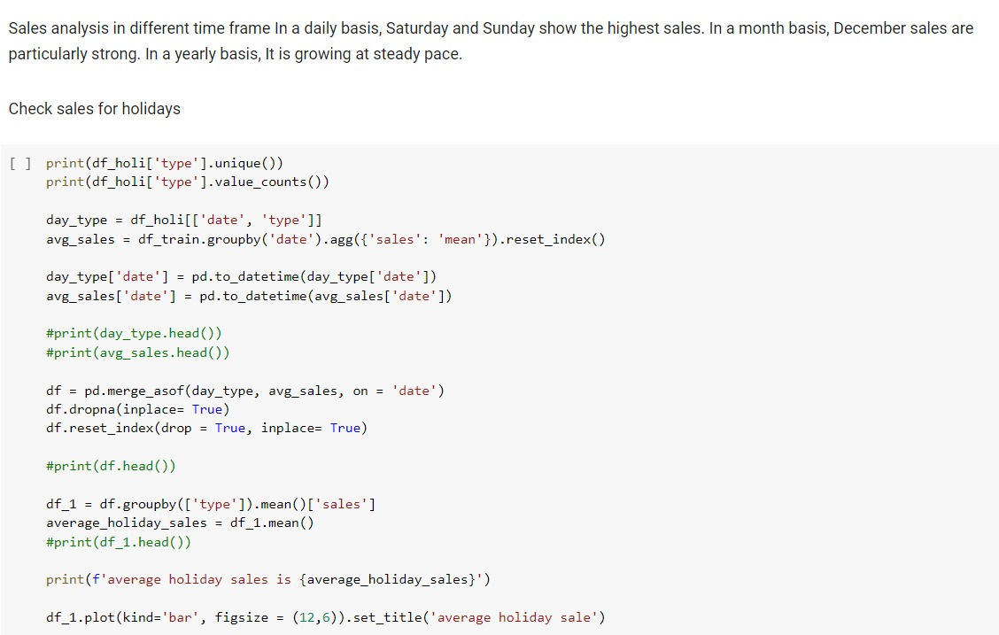 Sales analysis in different time frame In a daily basis, Saturday and Sunday show the highest sales. In a month basis, December sales are
particularly strong. In a yearly basis, It is growing at steady pace.
Check sales for holidays
[ ] print(df_holi['type'].unique())
print(df_holi['type'].value_counts())
day_type = df_holi[['date', 'type']]
avg_sales = df_train.groupby('date').agg({'sales': 'mean'}).reset_index()
day_type['date'] = pd.to_datetime(day_type['date'])
avg_sales['date'] = pd.to_datetime(avg_sales['date'])
#print(day_type.head())
#print(avg_sales.head())
df = pd.merge_asof(day_type, avg_sales, on = 'date')
df.dropna(inplace= True)
df.reset_index(drop = True, inplace= True)
#print(df.head())
df_1 = df.groupby(['type']).mean()['sales']
average_holiday_sales = df_1.mean()
#print(df_1.head())
print(f'average holiday sales is {average_holiday_sales}')
df_1.plot(kind='bar', figsize = (12,6)).set_title('average holiday sale')